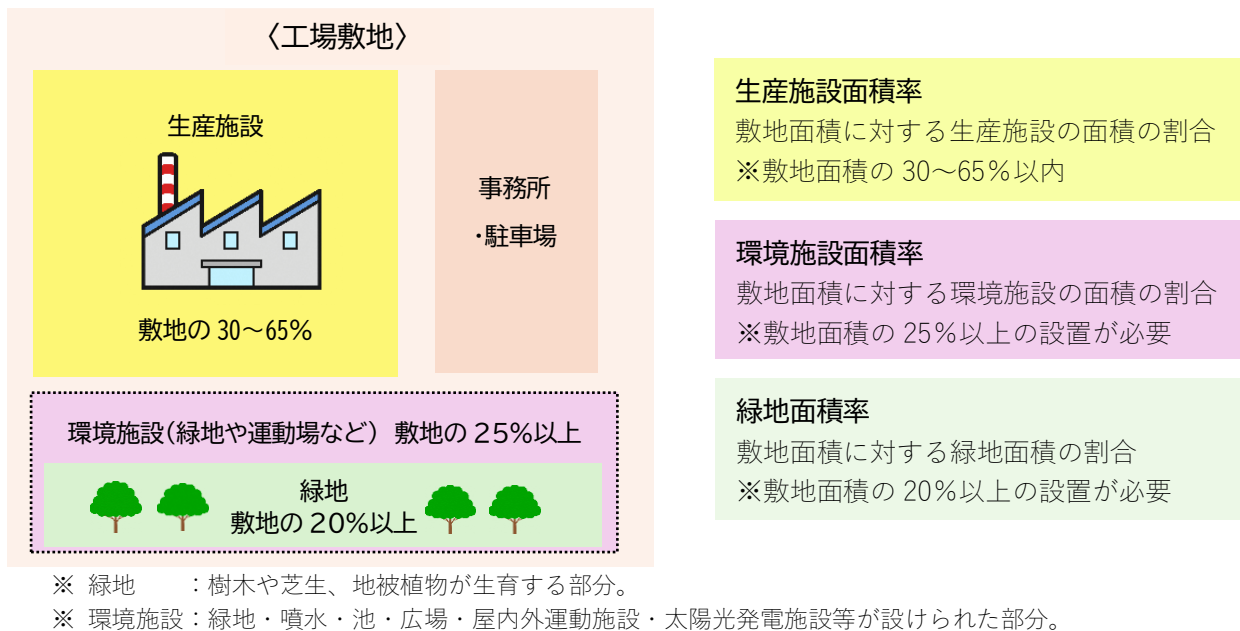 〈工場敷地〉
生産施設
敷地の 30～65%
事務所
・駐車場
環境施設(緑地や運動場など) 敷地の 25%以上
緑地
敷地の 20%以上
生産施設面積率
敷地面積に対する生産施設の面積の割合
※敷地面積の 30～65%以内
環境施設面積率
敷地面積に対する環境施設の面積の割合
※敷地面積の 25%以上の設置が必要
緑地面積率
敷地面積に対する緑地面積の割合
※敷地面積の 20%以上の設置が必要
※ 緑地　　：樹木や芝生、地被植物が生育する部分。
※ 環境施設：緑地・噴水・池・広場・屋内外運動施設・太陽光発電施設等が設けられた部分。